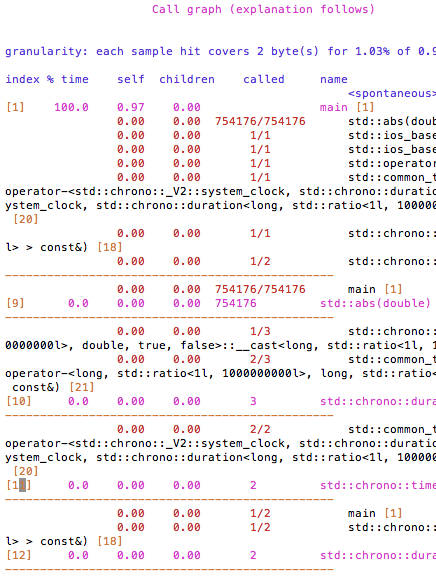 Call graph (explanation follows)
granularity: each sample hit covers 2 byte(s) for 1.03% of 0.9
index % time self children called name
<spontaneous>
[1] 100.0 0.97 0.00 main [1]
0.00 0.00 754176/754176 std::abs(doub
0.00 0.00 1/1 std::ios_base
0.00 0.00 1/1 std::ios_base
0.00 0.00 1/1 std::operator
0.00 0.00 1/1 std::common_t
operator-<std::chrono::_V2::system_clock, std::chrono::duratio
ystem_clock, std::chrono::duration<long, std::ratio<1l, 100000
[20]
0.00 0.00 1/1 std::chrono::
l> > const&) [18]
0.00 0.00 1/2 std::chrono::
-----------------------------------------------
0.00 0.00 754176/754176 main [1]
[9] 0.0 0.00 0.00 754176 std::abs(double)
-----------------------------------------------
0.00 0.00 1/3 std::chrono::
0000000l>, double, true, false>::__cast<long, std::ratio<1l, 1
0.00 0.00 2/3 std::common_t
operator-<long, std::ratio<1l, 1000000000l>, long, std::ratio<
const&) [21]
[10] 0.0 0.00 0.00 3 std::chrono::dura
-----------------------------------------------
0.00 0.00 2/2 std::common_t
operator-<std::chrono::_V2::system_clock, std::chrono::duratio
ystem_clock, std::chrono::duration<long, std::ratio<1l, 100000
[20]
[1 ] 0.0 0.00 0.00 2 std::chrono::time
-----------------------------------------------
0.00 0.00 1/2 main [1]
0.00 0.00 1/2 std::chrono::
l> > const&) [18]
[12] 0.0 0.00 0.00 2 std::chrono::dura
-----------------------------------------------